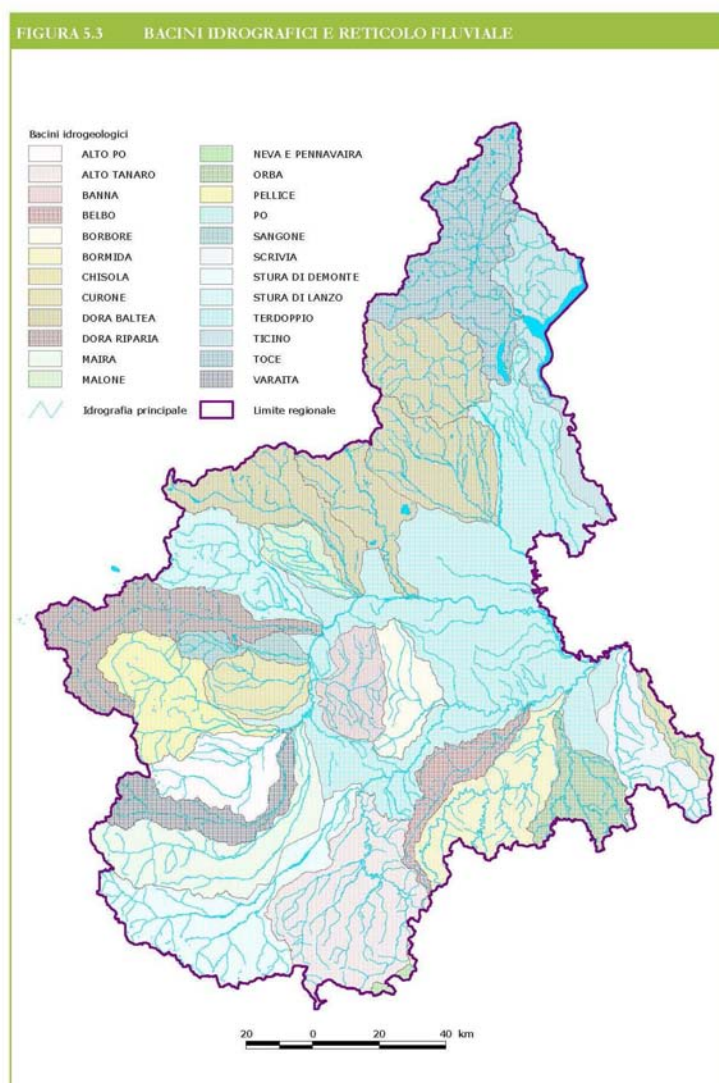 FIGURA 5.3 BACINI IDROGRAFICI E RETICOLO FLUVIALE
Bacini idrogeologici
ALTO PO
ALTO TANARO
BANNA
BELBO
BORBORE
BORMIDA
CHISOLA
CURONE
DORA BALTEA
DORA RIPARIA
MAIRA
MALONE
NEVA E PENNAVAIRA
ORBA
PELLICE
PO
SANGONE
SCRIVIA
STURA DI DEMONTE
STURA DI LANZO
TERDOPPIO
TICINO
TOCE
VARAITA
Idrografia principale
Limite regionale
20 0 20 40 km